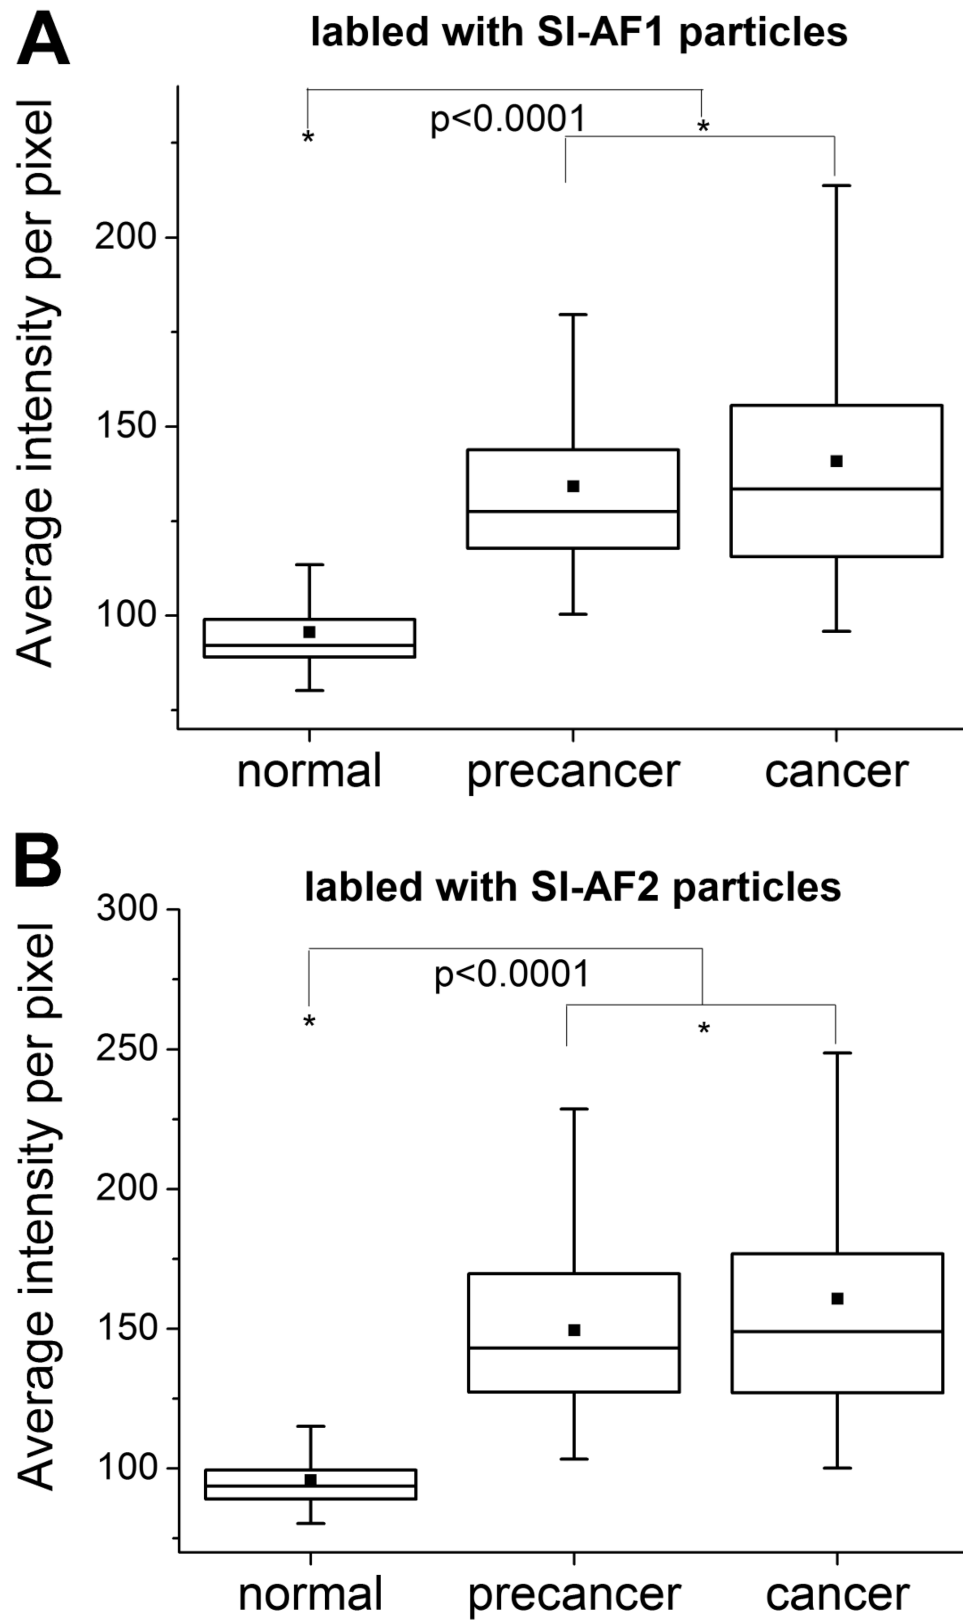 A
labled with SI-AF1 particles
Average intensity per pixel
p<0.0001
*
*
200
150
100
normal precancer cancer
B
labled with SI-AF2 particles
Average intensity per pixel
300
p<0.0001
*
*
250
200
150
100
normal precancer cancer